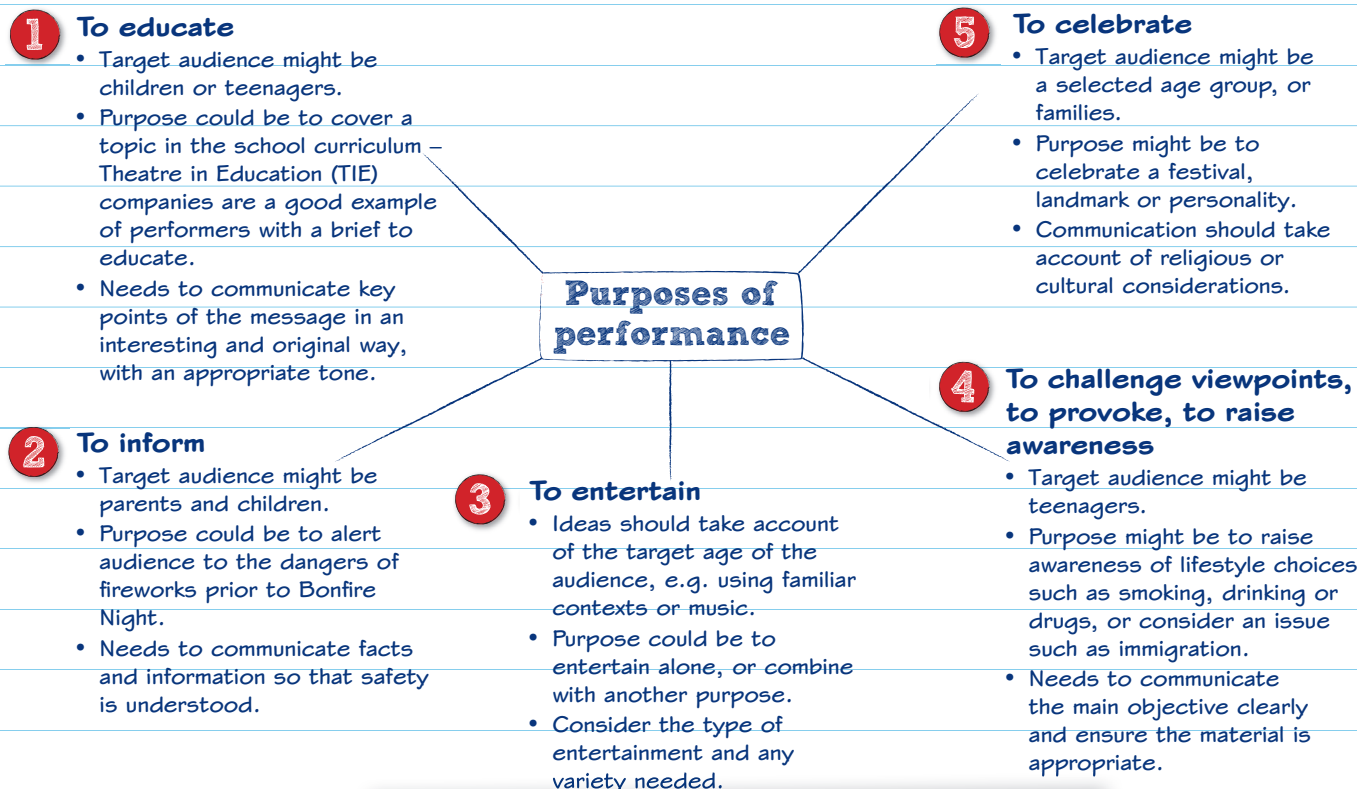 Purposes of
performance
1
To educate
• Target audience might be
children or teenagers.
• Purpose could be to cover a
topic in the school curriculum –
Theatre in Education (TIE)
companies are a good example
of performers with a brief to
educate.
• Needs to communicate key
points of the message in an
interesting and original way,
with an appropriate tone.
2
To inform
• Target audience might be
parents and children.
• Purpose could be to alert
audience to the dangers of
fireworks prior to Bonfire
Night.
• Needs to communicate facts
and information so that safety
is understood.
3
To entertain
• Ideas should take account
of the target age of the
audience, e.g. using familiar
contexts or music.
• Purpose could be to
entertain alone, or combine
with another purpose.
• Consider the type of
entertainment and any
variety needed.
4
To challenge viewpoints,
to provoke, to raise
awareness
• Target audience might be
teenagers.
• Purpose might be to raise
awareness of lifestyle choices
such as smoking, drinking or
drugs, or consider an issue
such as immigration.
• Needs to communicate
the main objective clearly
and ensure the material is
appropriate.
5
To celebrate
• Target audience might be
a selected age group, or
families.
• Purpose might be to
celebrate a festival,
landmark or personality.
• Communication should take
account of religious or
cultural considerations.